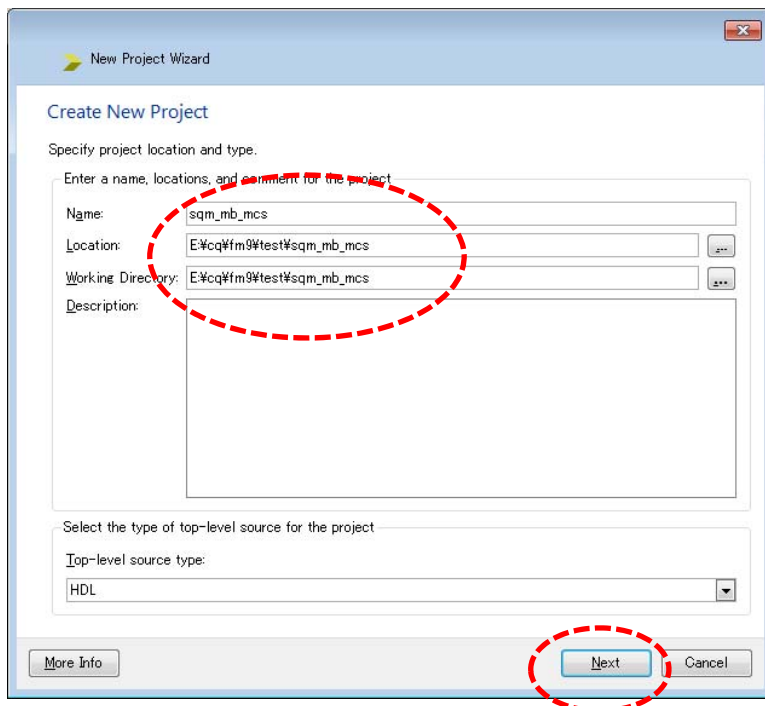 New Project Wizard
Create New Project
Specify project location and type.
Enter a name, locations, and comment for the project
Name: sqm_mb_mcs
Location: E:¥cq¥fm9¥test¥sqm_mb_mcs ...
Working Directory: E:¥cq¥fm9¥test¥sqm_mb_mcs ...
Description:
Select the type of top-level source for the project
Top-level source type:
HDL
More Info Next Cancel